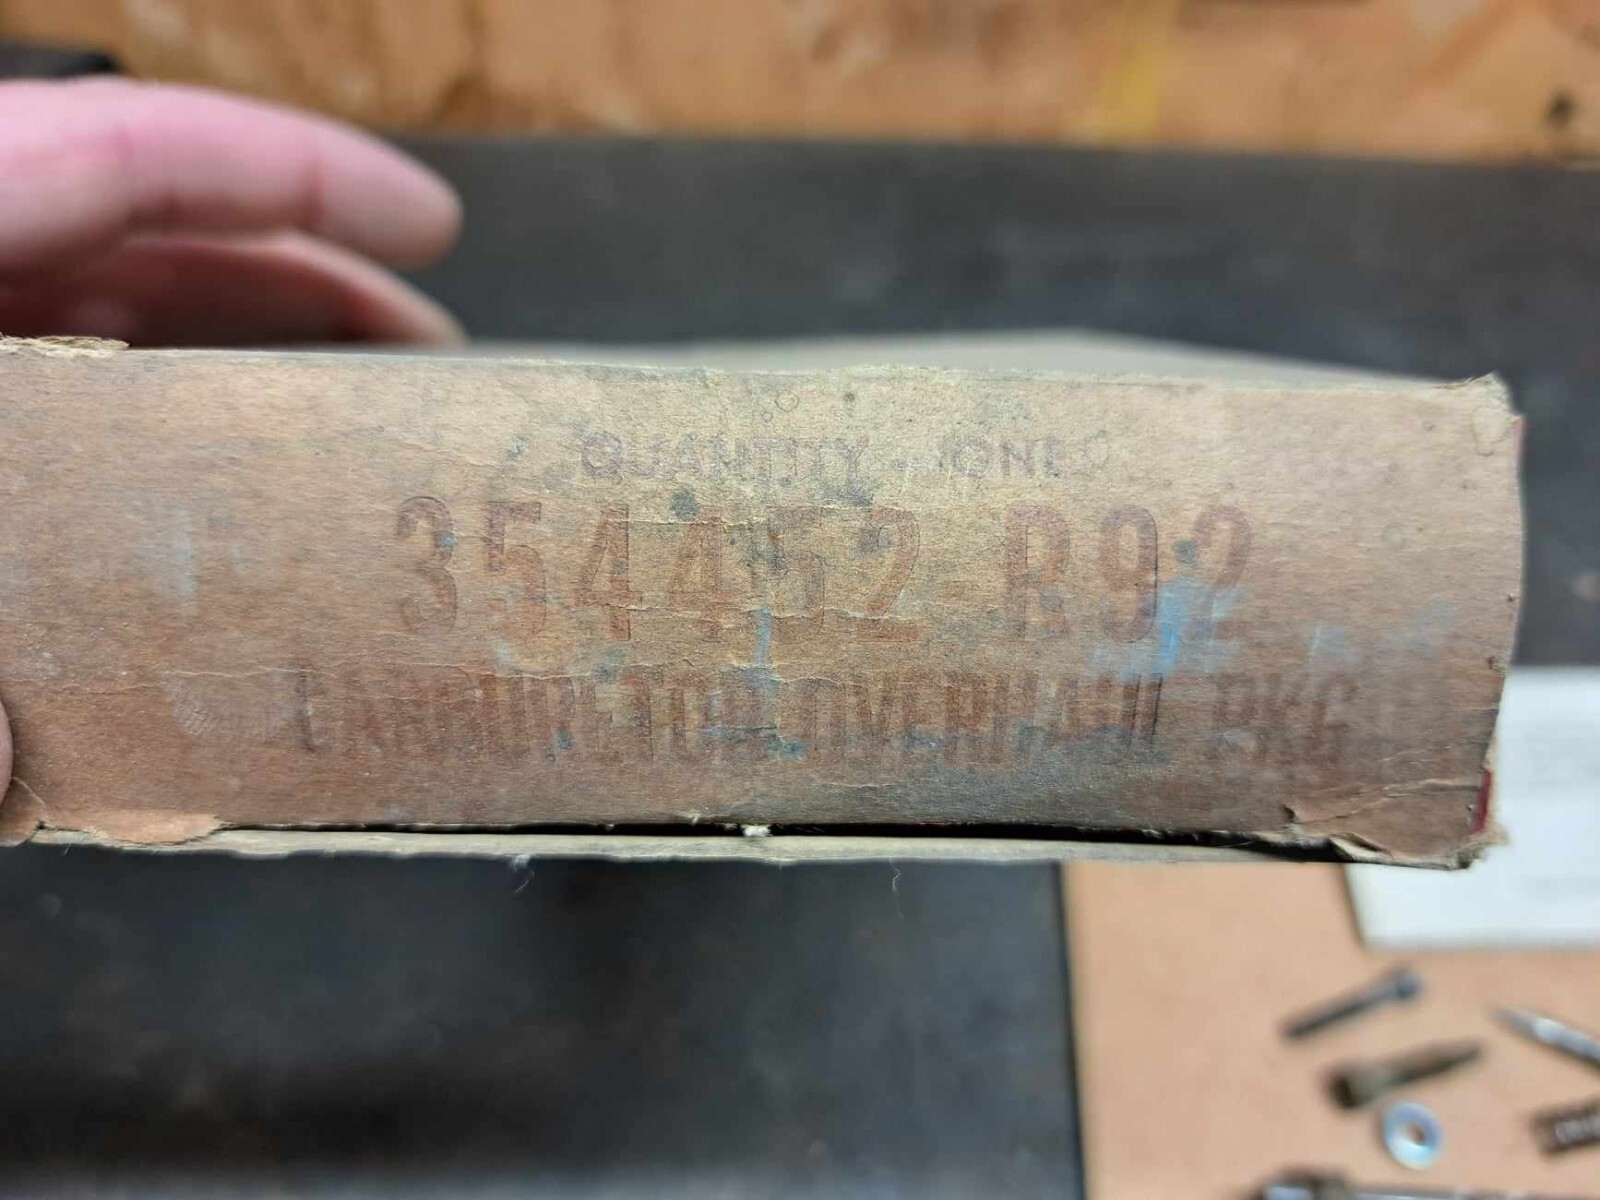 QUANTITY - ONE
354452-R92
CARBURETOR OVERHAUL PKG